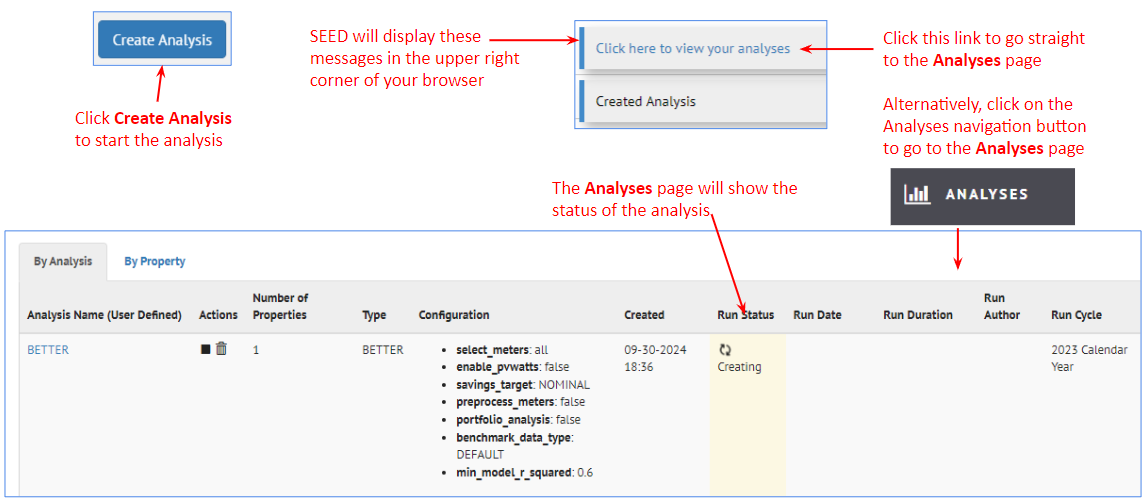 Create Analysis
Click Create Analysis
to start the analysis
SEED will display these
messages in the upper right
corner of your browser
Click here to view your analyses
Created Analysis
Click this link to go straight
to the Analyses page
Alternatively, click on the
Analyses navigation button
to go to the Analyses page
ANALYSES
The Analyses page will show the
status of the analysis
By Analysis By Property
Analysis Name (User Defined) Actions Number of Properties Type Configuration Created Run Status Run Date Run Duration Run Author Run Cycle
BETTER 1 BETTER
select_meters: all
enable_pvwatts: false
savings_target: NOMINAL
preprocess_meters: false
portfolio_analysis: false
benchmark_data_type:
DEFAULT
min_model_r_squared: 0.6
09-30-2024
18:36
Creating
2023 Calendar
Year